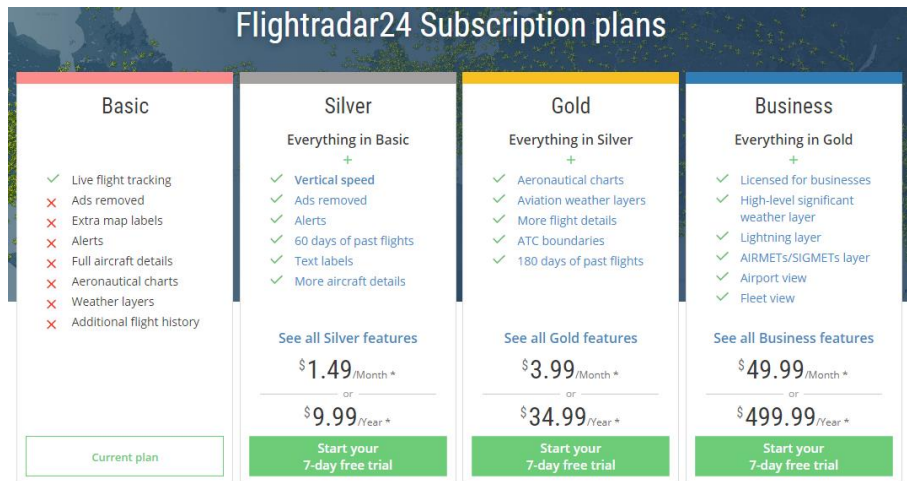 Flightradar24 Subscription plans
Basic
Live flight tracking
Ads removed
Extra map labels
Alerts
Full aircraft details
Aeronautical charts
Weather layers
Additional flight history
Current plan
Silver
Everything in Basic
+
Vertical speed
Ads removed
Alerts
60 days of past flights
Text labels
More aircraft details
See all Silver features
$1.49/Month *
or
$9.99/Year *
Start your
7-day free trial
Gold
Everything in Silver
+
Aeronautical charts
Aviation weather layers
More flight details
ATC boundaries
180 days of past flights
See all Gold features
$3.99/Month *
or
$34.99/Year *
Start your
7-day free trial
Business
Everything in Gold
+
Licensed for businesses
High-level significant
weather layer
Lightning layer
AIRMETs/SIGMETs layer
Airport view
Fleet view
See all Business features
$49.99/Month *
or
$499.99/Year *
Start your
7-day free trial